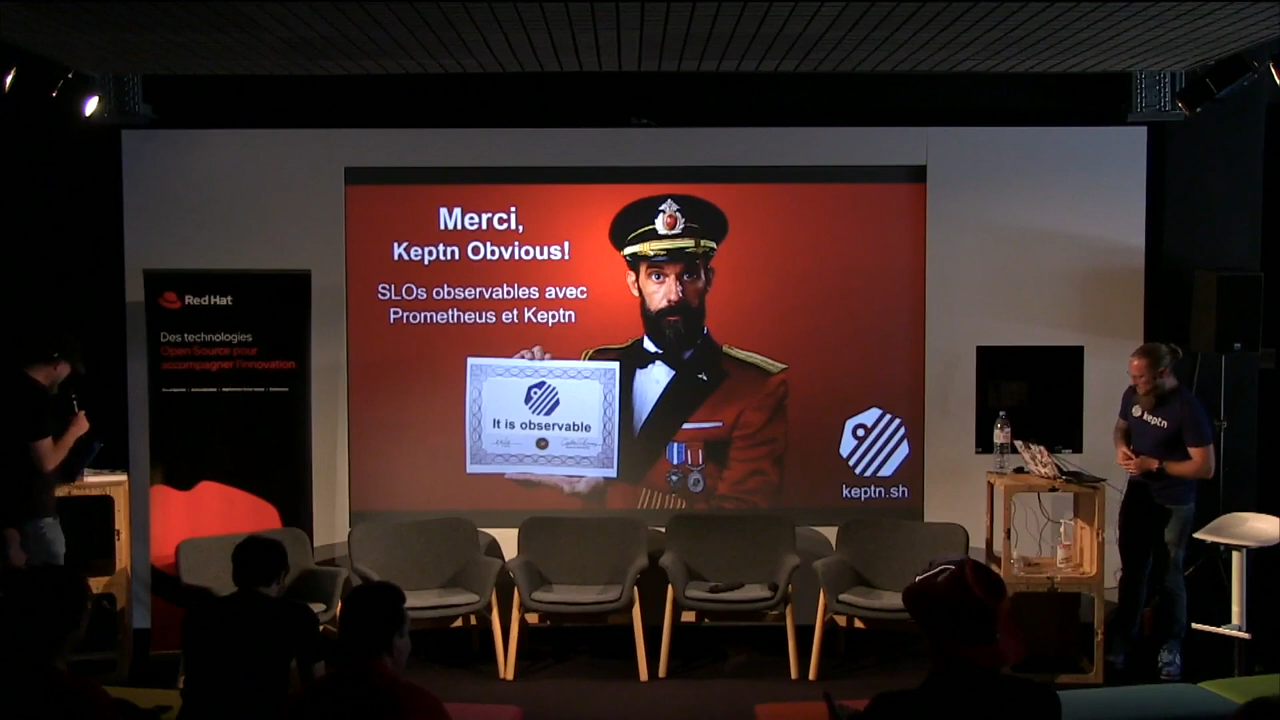 Merci,
Keptn Obvious!
SLOs observables avec
Prometheus et Keptn
It is observable
keptn.sh
Red Hat
Des technologies
Open Source pour
accompagner l'innovation
keptn